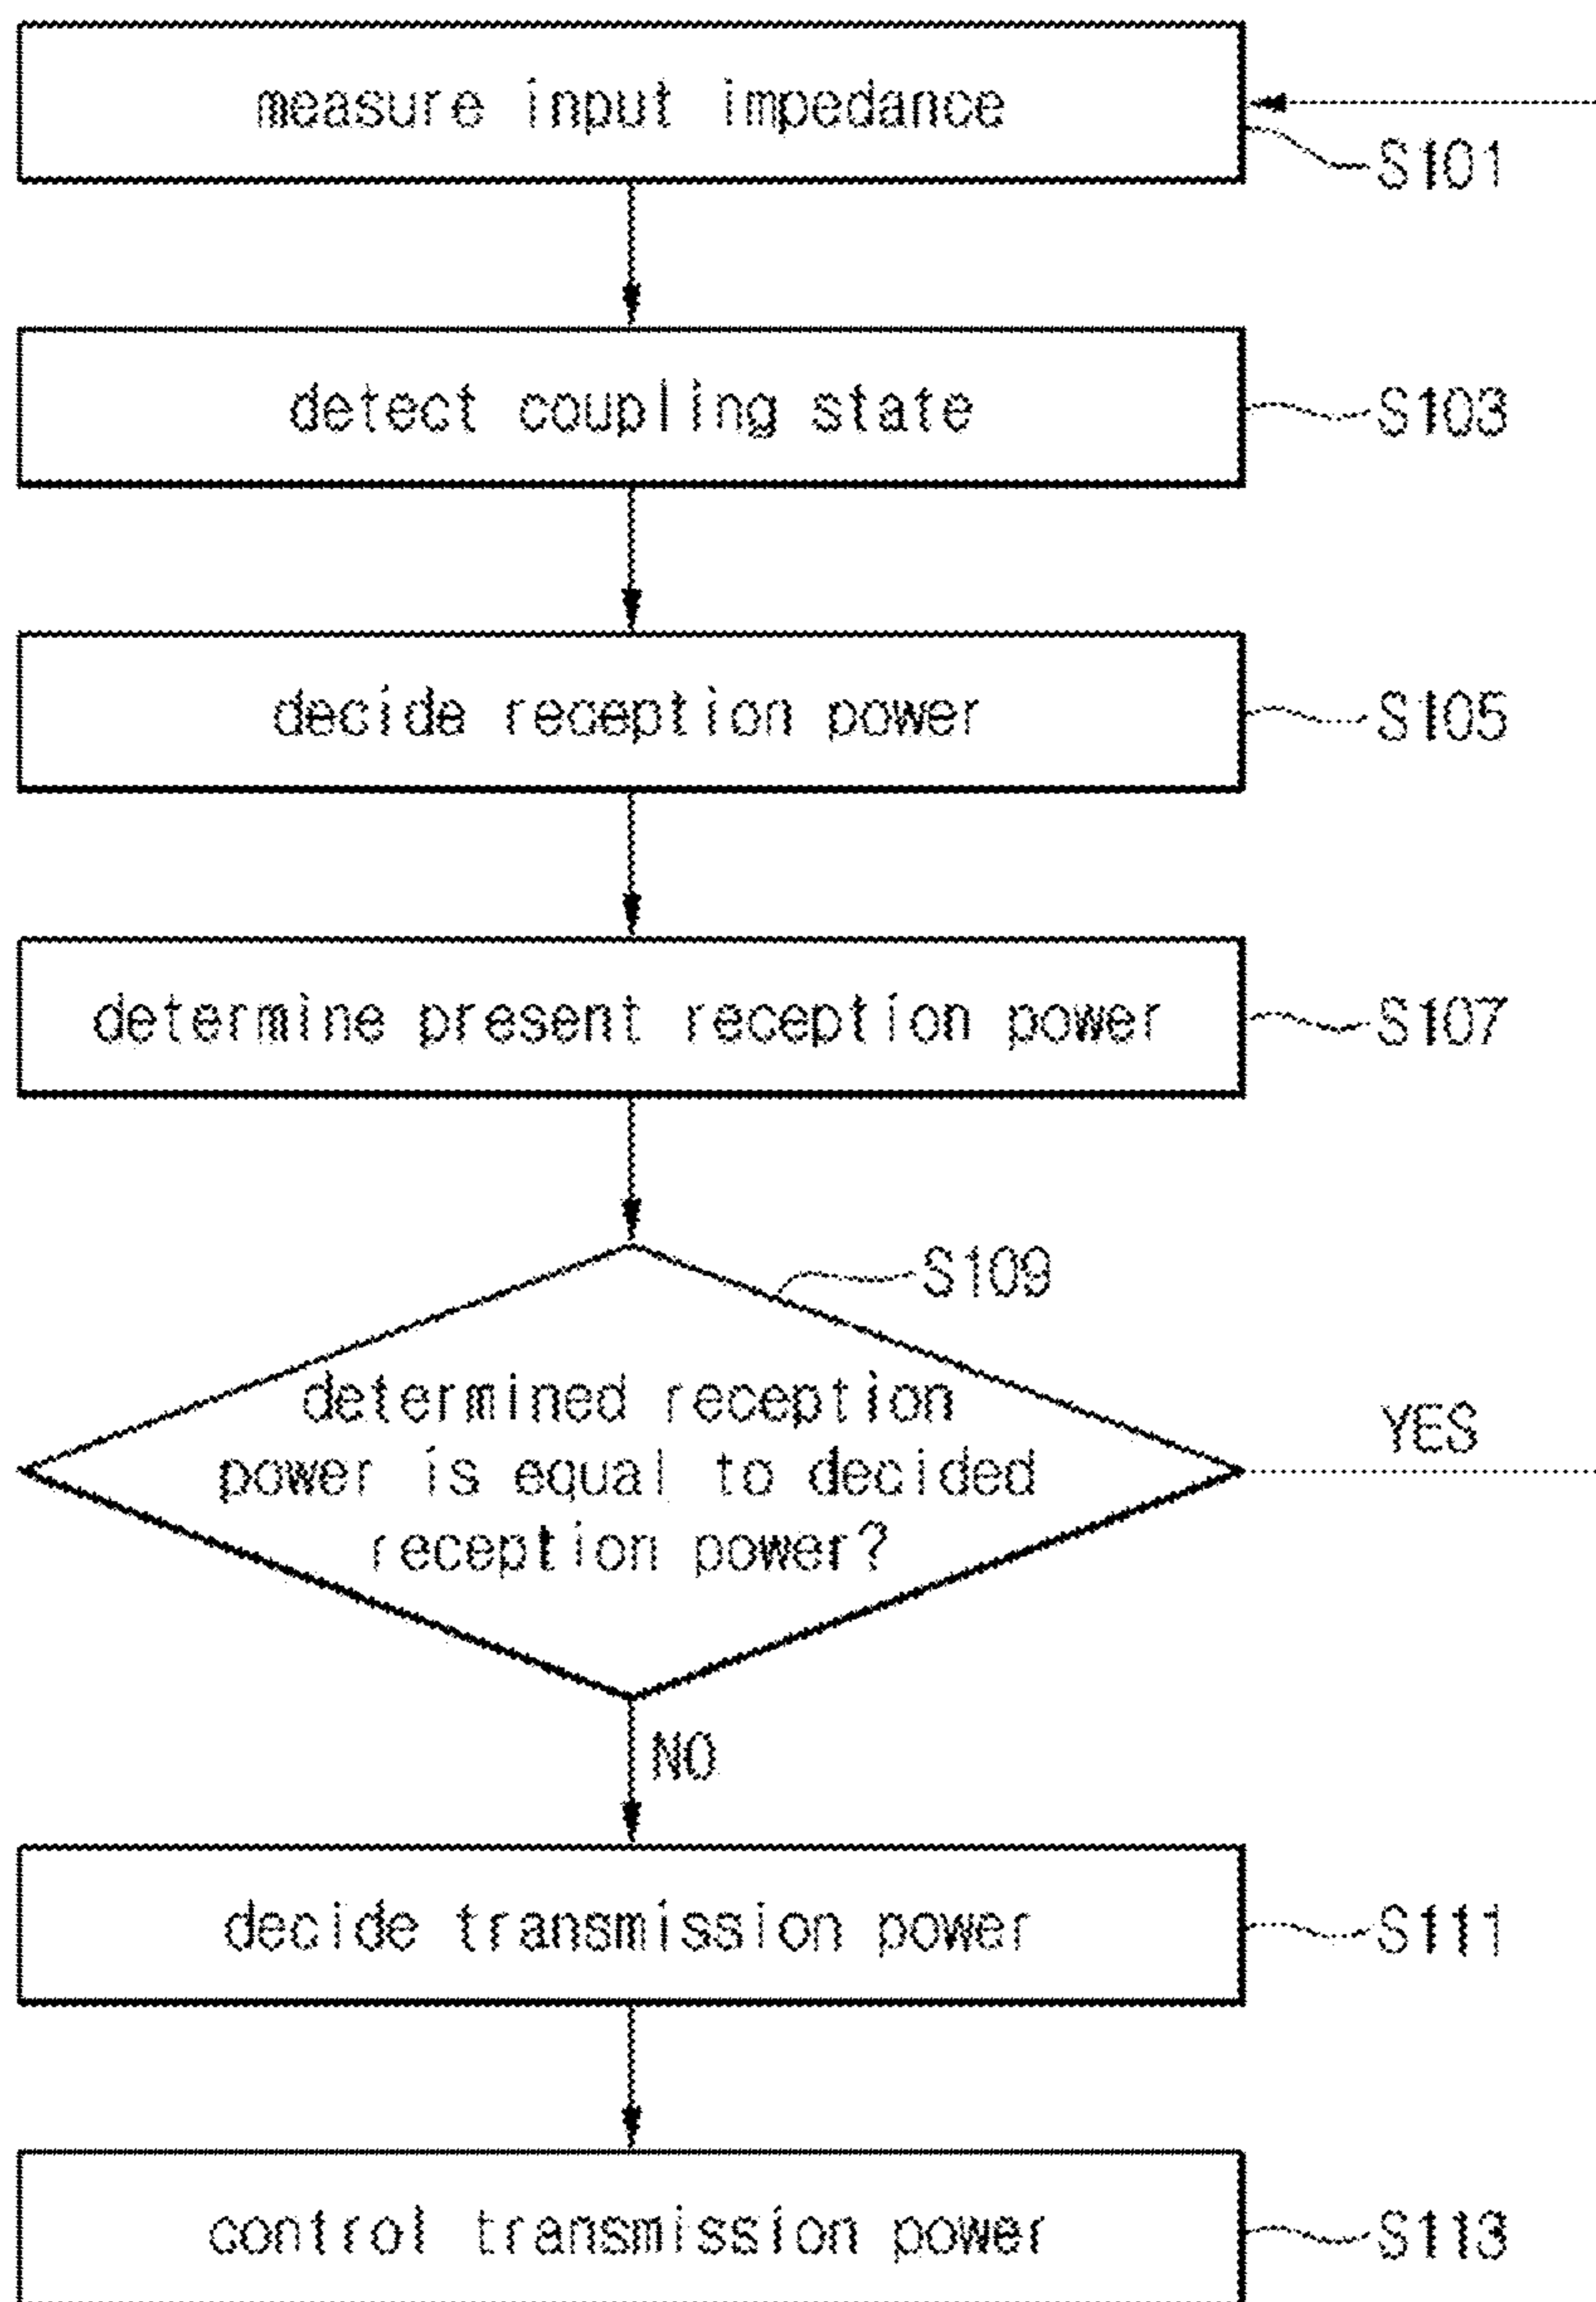 measure input impedance
S101
detect coupling state
S103
decide reception power
S105
determine present reception power
S107
S109
determined reception
power is equal to decided
reception power?
YES
NO
decide transmission power
S111
control transmission power
S113